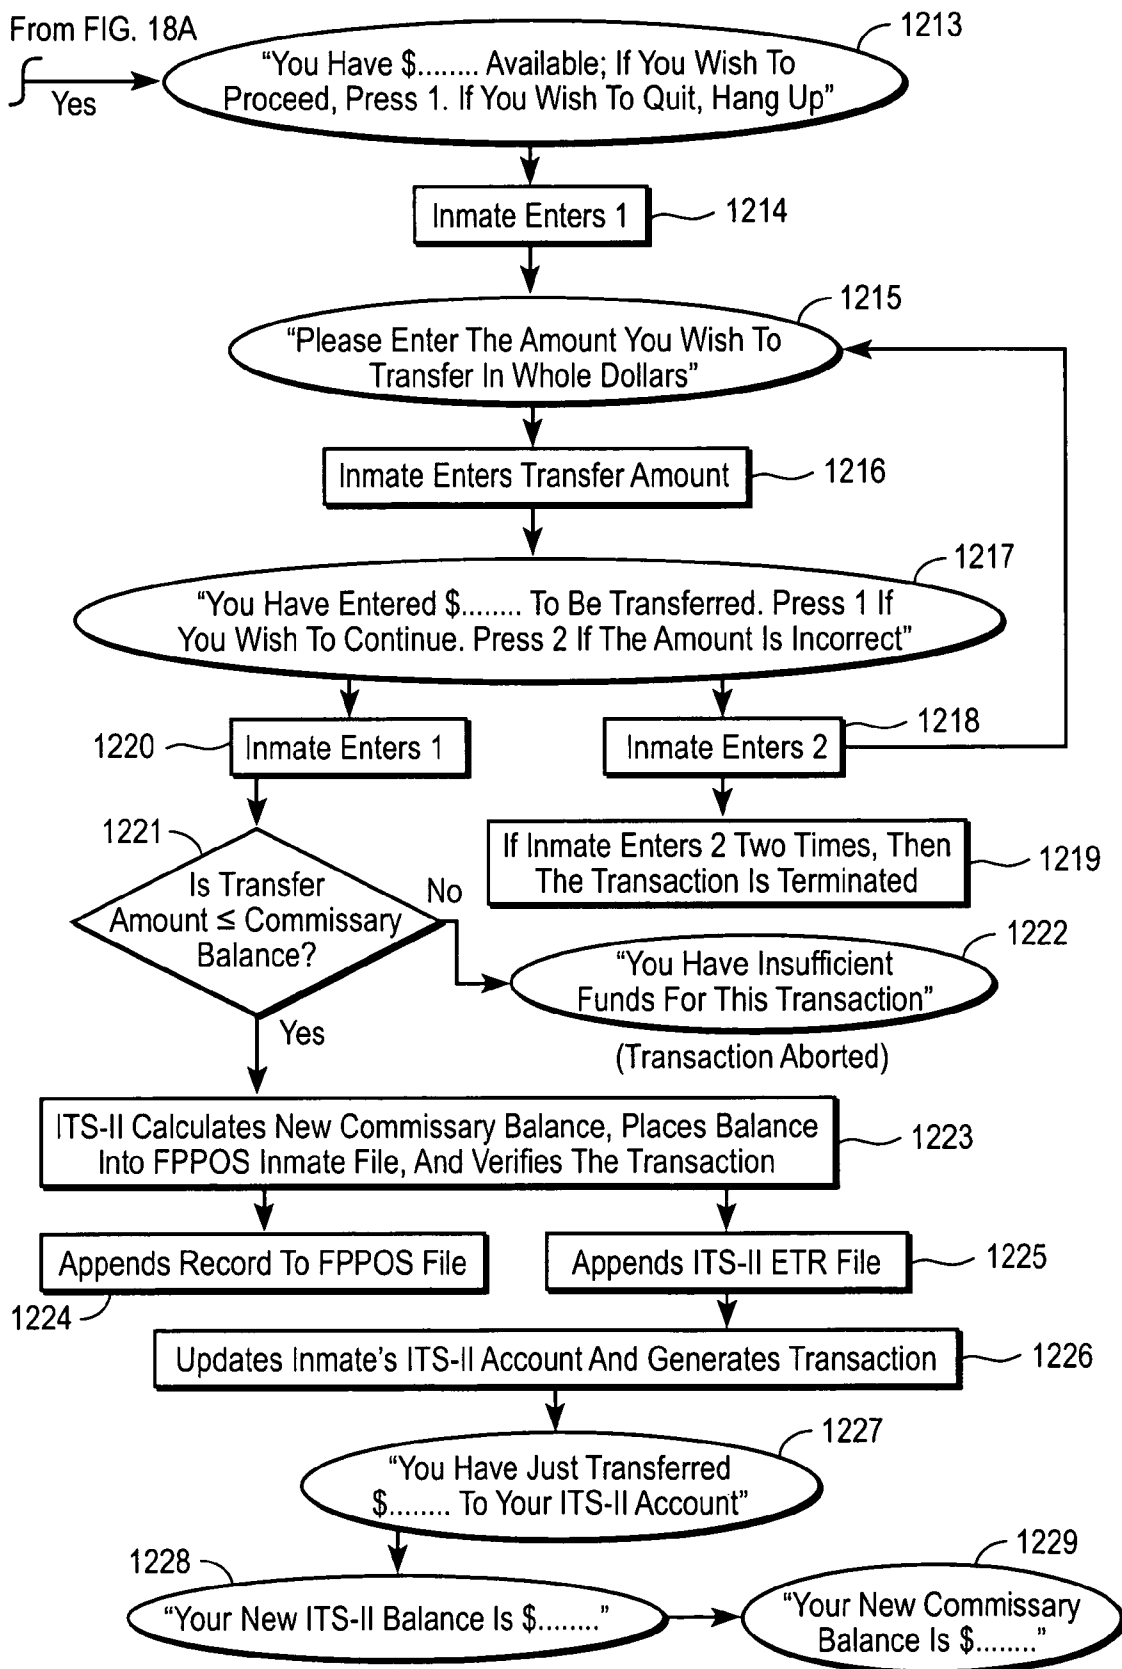 From FIG. 18A
Yes
1213
“You Have $........ Available; If You Wish To
Proceed, Press 1. If You Wish To Quit, Hang Up”
Inmate Enters 1
1214
1215
“Please Enter The Amount You Wish To
Transfer In Whole Dollars”
Inmate Enters Transfer Amount
1216
1217
“You Have Entered $........ To Be Transferred. Press 1 If
You Wish To Continue. Press 2 If The Amount Is Incorrect”
1220
Inmate Enters 1
Inmate Enters 2
1218
1221
Is Transfer
Amount ≤ Commissary
Balance?
No
Yes
If Inmate Enters 2 Two Times, Then
The Transaction Is Terminated
1219
1222
“You Have Insufficient
Funds For This Transaction”
(Transaction Aborted)
ITS-II Calculates New Commissary Balance, Places Balance
Into FPPOS Inmate File, And Verifies The Transaction
1223
Appends Record To FPPOS File
1224
Appends ITS-II ETR File
1225
Updates Inmate’s ITS-II Account And Generates Transaction
1226
1227
“You Have Just Transferred
$........ To Your ITS-II Account”
1228
“Your New ITS-II Balance Is $........”
1229
“Your New Commissary
Balance Is $........”